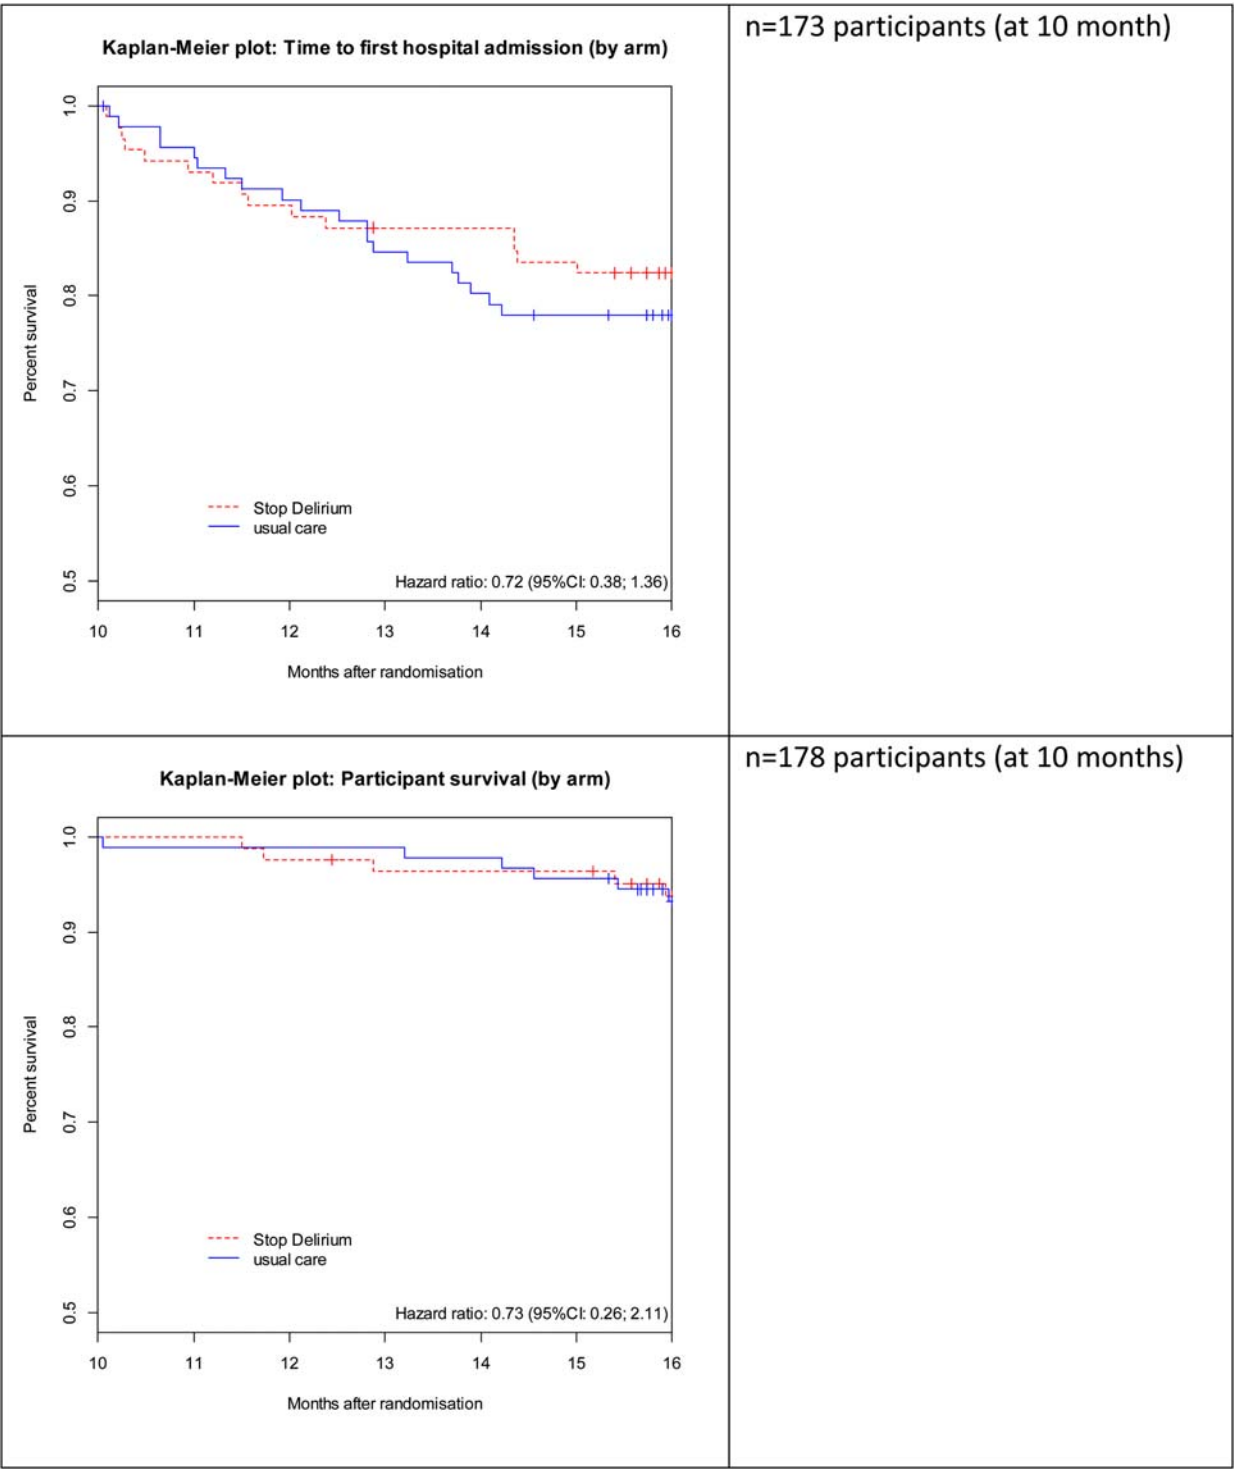 Kaplan-Meier plot: Time to first hospital admission (by arm)
n=173 participants (at 10 month)
Percent survival
1.0
0.9
0.8
0.7
0.6
0.5
Stop Delirium
usual care
Hazard ratio: 0.72 (95%CI: 0.38; 1.36)
10 11 12 13 14 15 16
Months after randomisation
Kaplan-Meier plot: Participant survival (by arm)
n=178 participants (at 10 months)
Percent survival
1.0
0.9
0.8
0.7
0.6
0.5
Stop Delirium
usual care
Hazard ratio: 0.73 (95%CI: 0.26; 2.11)
10 11 12 13 14 15 16
Months after randomisation